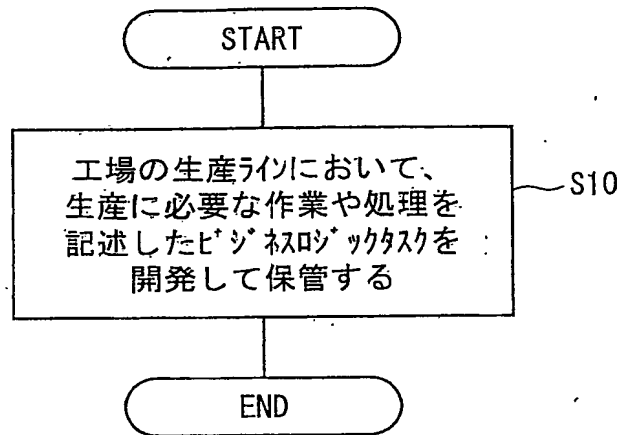 START
工場の生産ﾗｲﾝにおいて、
生産に必要な作業や処理を
記述したﾋﾞｼﾞﾈｽﾛｼﾞｯｸﾀｽｸを
開発して保管する
S10
END